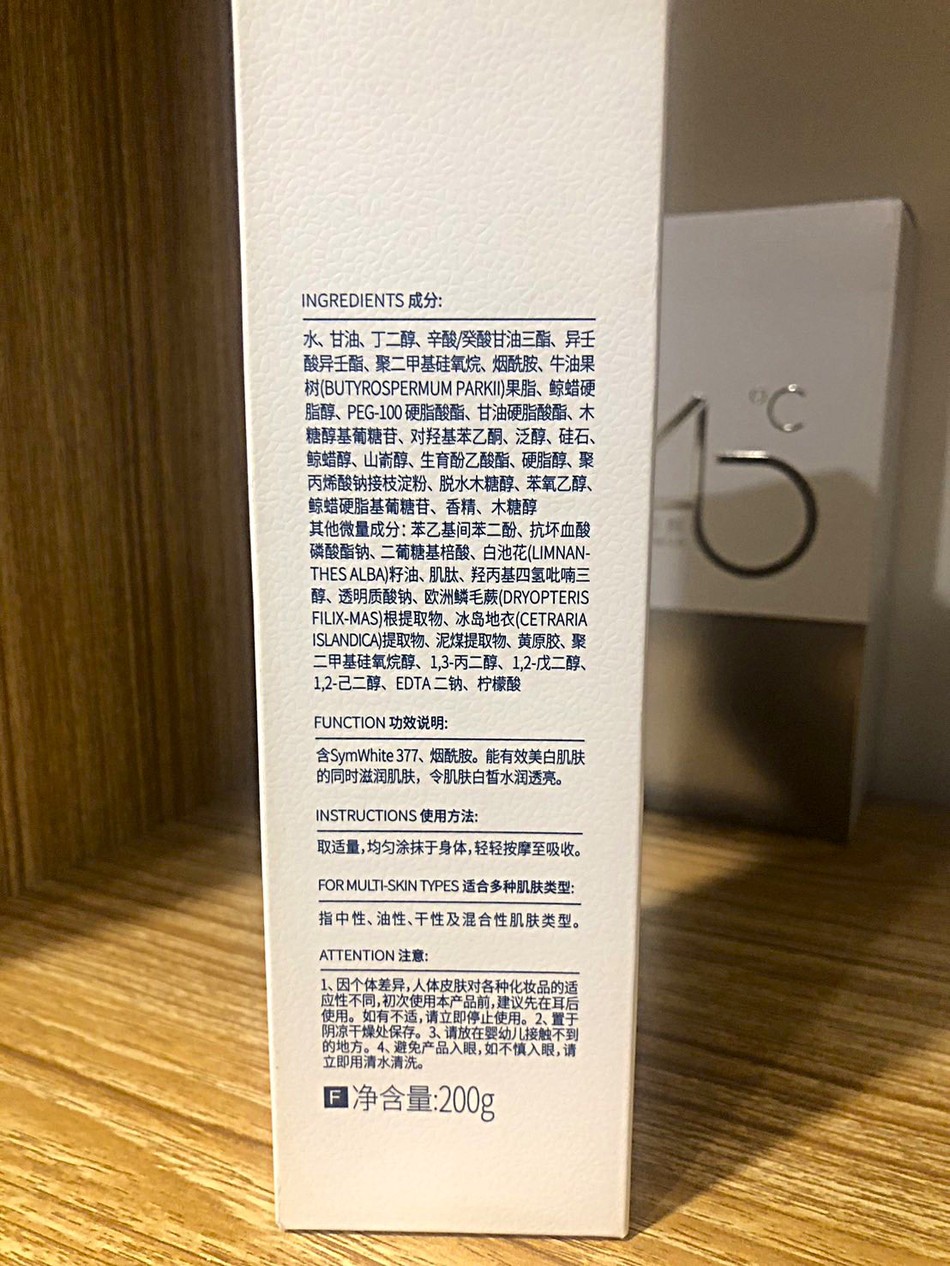 INGREDIENTS 成分:
水、甘油、丁二醇、辛酸/癸酸甘油三酯、异壬
酸异壬酯、聚二甲基硅氧烷、烟酰胺、牛油果
树(BUTYROSPERMUM PARKII)果脂、鲸蜡硬
脂醇、PEG-100 硬脂酸酯、甘油硬脂酸酯、木
糖醇基葡糖苷、对羟基苯乙酮、泛醇、硅石、
鲸蜡醇、山嵛醇、生育酚乙酸酯、硬脂醇、聚
丙烯酸钠接枝淀粉、脱水木糖醇、苯氧乙醇、
鲸蜡硬脂基葡糖苷、香精、木糖醇
其他微量成分：苯乙基间苯二酚、抗坏血酸
磷酸酯钠、二葡糖基棓酸、白池花(LIMNAN-
THES ALBA)籽油、肌肽、羟丙基四氢吡喃三
醇、透明质酸钠、欧洲鳞毛蕨(DRYOPTERIS
FILIX-MAS)根提取物、冰岛地衣(CETRARIA
ISLANDICA)提取物、泥煤提取物、黄原胶、聚
二甲基硅氧烷醇、1,3-丙二醇、1,2-戊二醇、
1,2-己二醇、EDTA 二钠、柠檬酸
FUNCTION 功效说明:
含SymWhite 377、烟酰胺。能有效美白肌肤
的同时滋润肌肤，令肌肤白皙水润透亮。
INSTRUCTIONS 使用方法:
取适量,均匀涂抹于身体,轻轻按摩至吸收。
FOR MULTI-SKIN TYPES 适合多种肌肤类型:
指中性、油性、干性及混合性肌肤类型。
ATTENTION 注意:
1、因个体差异,人体皮肤对各种化妆品的适
应性不同,初次使用本产品前,建议先在耳后
使用。如有不适,请立即停止使用。2、置于
阴凉干燥处保存。3、请放在婴幼儿接触不到
的地方。4、避免产品入眼,如不慎入眼,请
立即用清水清洗。
F 净含量:200g
℃